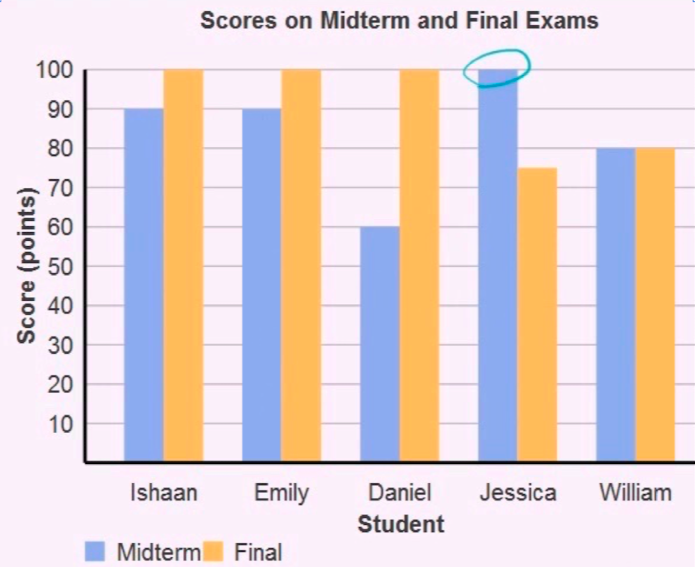 Scores on Midterm and Final Exams
100
90
80
70
60
50
40
30
20
10
Score (points)
Ishaan Emily Daniel Jessica William
Student
Midterm Final